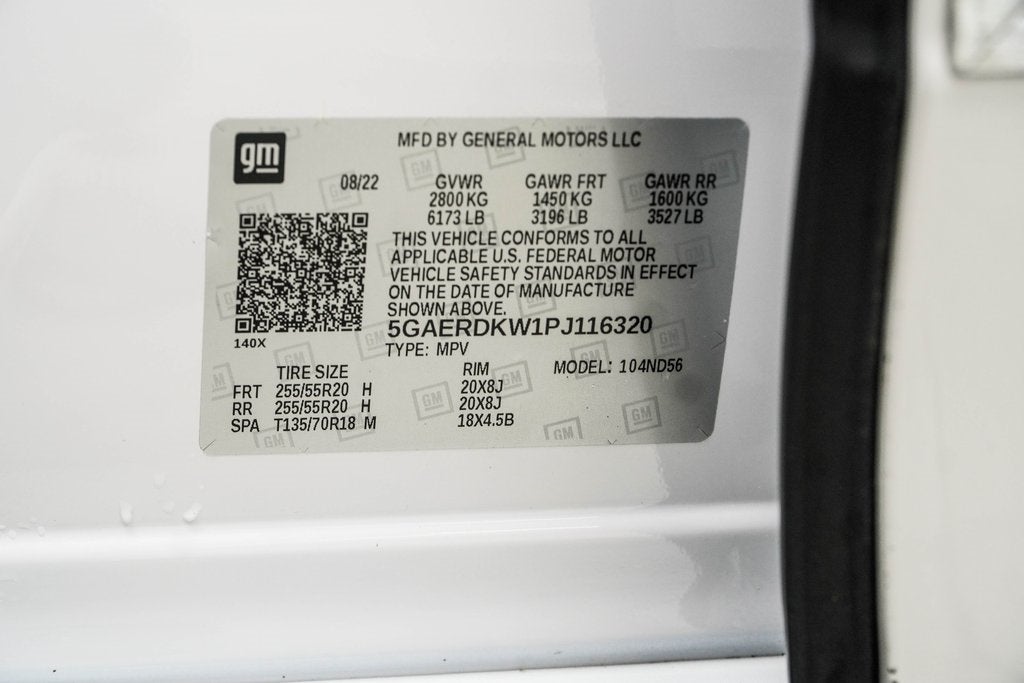 gm
MFD BY GENERAL MOTORS LLC
08/22 GVWR GAWR FRT GAWR RR
2800 KG 1450 KG 1600 KG
6173 LB 3196 LB 3527 LB
THIS VEHICLE CONFORMS TO ALL
APPLICABLE U.S. FEDERAL MOTOR
VEHICLE SAFETY STANDARDS IN EFFECT
ON THE DATE OF MANUFACTURE
SHOWN ABOVE.
5GAERDKW1PJ116320
140X
TYPE: MPV
TIRE SIZE RIM MODEL: 104ND56
FRT 255/55R20 H 20X8J
RR 255/55R20 H 20X8J
SPA T135/70R18 M 18X4.5B